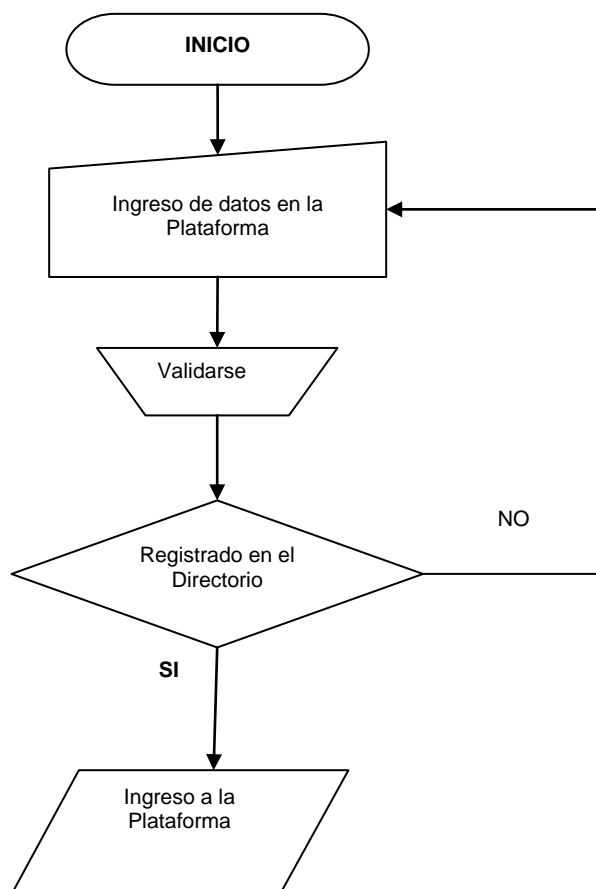 INICIO
Ingreso de datos en la
Plataforma
Validarse
NO
Registrado en el
Directorio
SI
Ingreso a la
Plataforma